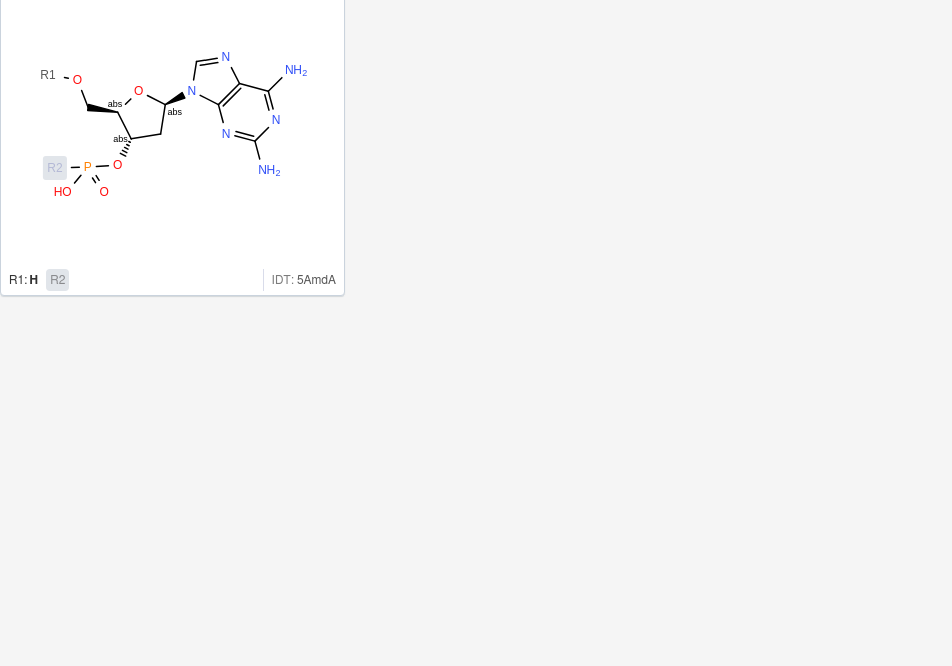 N
NH2
R1
O
O
N
abs
abs
N
N
abs
R2
P
O
NH2
HO
O
R1: H R2 IDT: 5AmdA